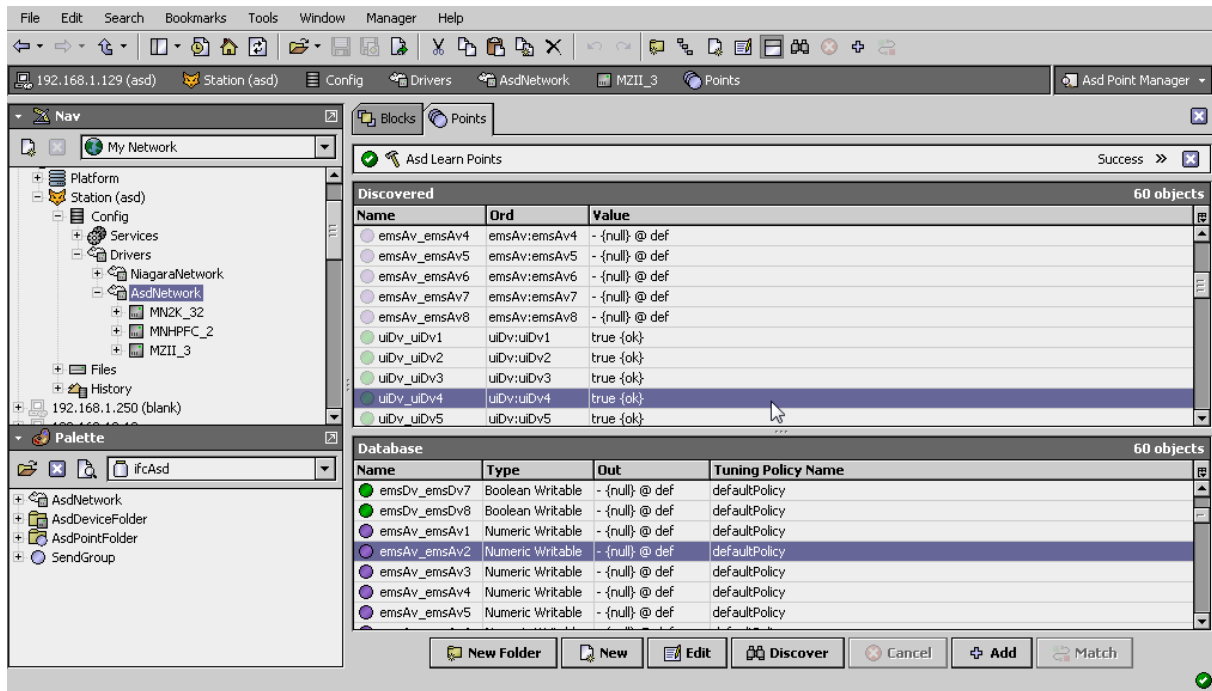 File Edit Search Bookmarks Tools Window Manager Help
192.168.1.129 (asd) Station (asd) Config Drivers AsdNetwork MZII_3 Points Asd Point Manager
Nav
My Network
Platform
Station (asd)
Config
Services
Drivers
NiagaraNetwork
AsdNetwork
MN2K_32
MNHPFC_2
MZII_3
Files
History
192.168.1.250 (blank)
Palette
ifcAsd
AsdNetwork
AsdDeviceFolder
AsdPointFolder
SendGroup
Blocks Points
Asd Learn Points Success »
Discovered 60 objects
Name Ord Value
emsAv_emsAv4 emsAv:emsAv4 - {null} @ def
emsAv_emsAv5 emsAv:emsAv5 - {null} @ def
emsAv_emsAv6 emsAv:emsAv6 - {null} @ def
emsAv_emsAv7 emsAv:emsAv7 - {null} @ def
emsAv_emsAv8 emsAv:emsAv8 - {null} @ def
uiDv_uiDv1 uiDv:uiDv1 true {ok}
uiDv_uiDv2 uiDv:uiDv2 true {ok}
uiDv_uiDv3 uiDv:uiDv3 true {ok}
uiDv_uiDv4 uiDv:uiDv4 true {ok}
uiDv_uiDv5 uiDv:uiDv5 true {ok}
Database 60 objects
Name Type Out Tuning Policy Name
emsDv_emsDv7 Boolean Writable - {null} @ def defaultPolicy
emsDv_emsDv8 Boolean Writable - {null} @ def defaultPolicy
emsAv_emsAv1 Numeric Writable - {null} @ def defaultPolicy
emsAv_emsAv2 Numeric Writable - {null} @ def defaultPolicy
emsAv_emsAv3 Numeric Writable - {null} @ def defaultPolicy
emsAv_emsAv4 Numeric Writable - {null} @ def defaultPolicy
emsAv_emsAv5 Numeric Writable - {null} @ def defaultPolicy
New Folder New Edit Discover Cancel Add Match